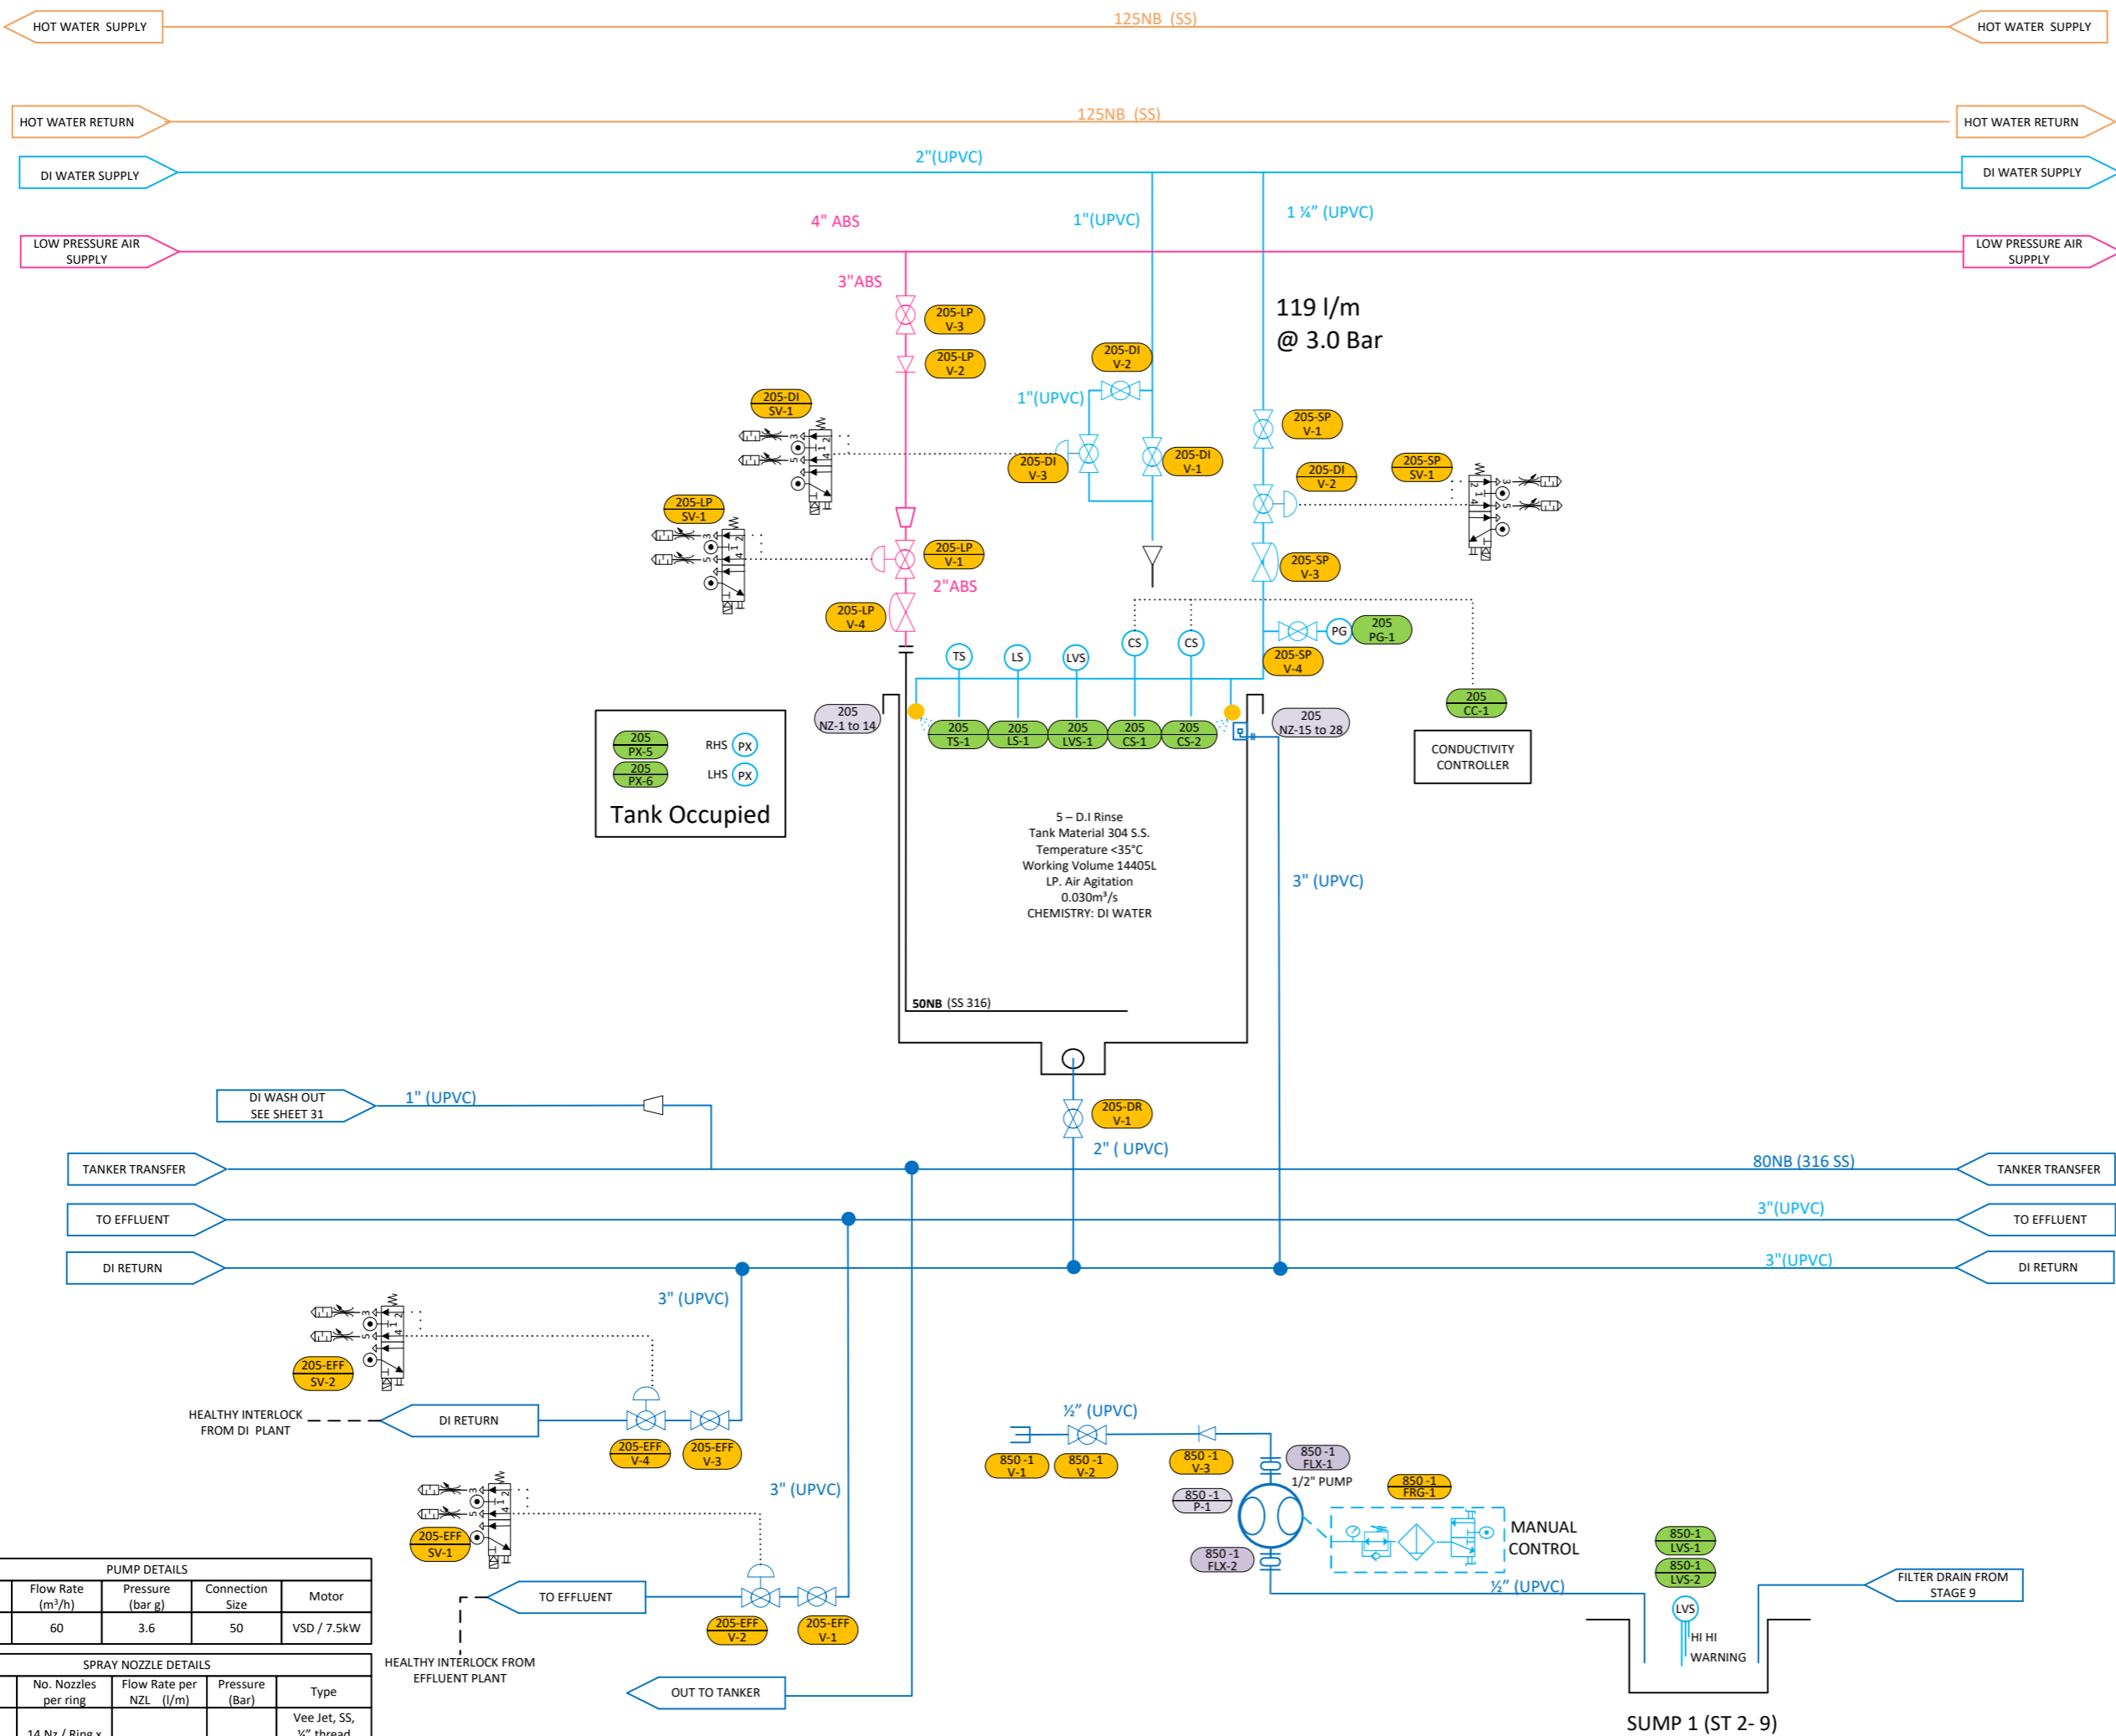 HOT WATER  SUPPLY
125NB  (SS)
HOT WATER  SUPPLY
HOT WATER RETURN
125NB  (SS)
HOT WATER RETURN
DI WATER SUPPLY
2"(UPVC)
DI WATER SUPPLY
LOW PRESSURE AIR
SUPPLY
4" ABS
1"(UPVC)
1 ¼” (UPVC)
LOW PRESSURE AIR
SUPPLY
3"ABS
119 l/m
@ 3.0 Bar
205-LP
V-3
205-LP
V-2
205-DI
V-2
205-DI
SV-1
1"(UPVC)
205-SP
V-1
205-DI
V-3
205-DI
V-1
205-DI
V-2
205-SP
SV-1
205-LP
SV-1
205-LP
V-1
205-SP
V-3
2"ABS
205-LP
V-4
TS
LS
LVS
CS
CS
PG
205
PG-1
205-SP
V-4
205
CC-1
CONDUCTIVITY
CONTROLLER
205
NZ-1 to 14
205
TS-1
205
LS-1
205
LVS-1
205
CS-1
205
CS-2
205
NZ-15 to 28
205
PX-5
RHS
PX
205
PX-6
LHS
PX
Tank Occupied
5 – D.I Rinse
Tank Material 304 S.S.
Temperature <35°C
Working Volume 14405L
LP. Air Agitation
0.030m³/s
CHEMISTRY: DI WATER
3" (UPVC)
50NB (SS 316)
DI WASH OUT
SEE SHEET 31
1" (UPVC)
205-DR
V-1
2" ( UPVC)
TANKER TRANSFER
80NB (316 SS)
TANKER TRANSFER
TO EFFLUENT
3"(UPVC)
TO EFFLUENT
DI RETURN
3"(UPVC)
DI RETURN
3" (UPVC)
205-EFF
SV-2
HEALTHY INTERLOCK
FROM DI  PLANT
DI RETURN
205-EFF
V-4
205-EFF
V-3
3" (UPVC)
205-EFF
SV-1
TO EFFLUENT
205-EFF
V-2
205-EFF
V-1
HEALTHY INTERLOCK FROM
EFFLUENT PLANT
OUT TO TANKER
½” (UPVC)
850 -1
V-1
850 -1
V-2
850 -1
V-3
850 -1
FLX-1
1/2" PUMP
850 -1
P-1
850 -1
FRG-1
MANUAL
CONTROL
850 -1
FLX-2
½” (UPVC)
850-1
LVS-1
850-1
LVS-2
LVS
HI HI
WARNING
FILTER DRAIN FROM
STAGE 9
SUMP 1 (ST 2- 9)
PUMP DETAILS
Flow Rate
(m³/h)
Pressure
(bar g)
Connection
Size
Motor
60
3.6
50
VSD / 7.5kW
SPRAY NOZZLE DETAILS
No. Nozzles
per ring
Flow Rate per
NZL   (l/m)
Pressure
(Bar)
Type
14 Nz / Ring x
Vee Jet, SS,
¼” thread